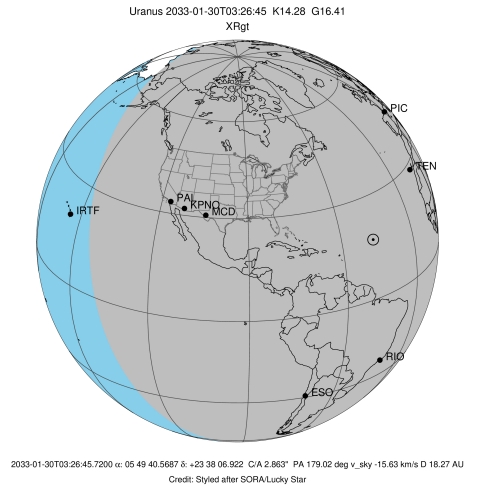 Uranus 2033-01-30T03:26:45 K14.28 G16.41
XRgt
PIC
TEN
PAL
KPNO
MCD
IRTF
RIO
ESO
2033-01-30T03:26:45.7200 α: 05 49 40.5687 δ: +23 38 06.922 C/A 2.863" PA 179.02 deg v_sky -15.63 km/s D 18.27 AU
Credit: Styled after SORA/Lucky Star